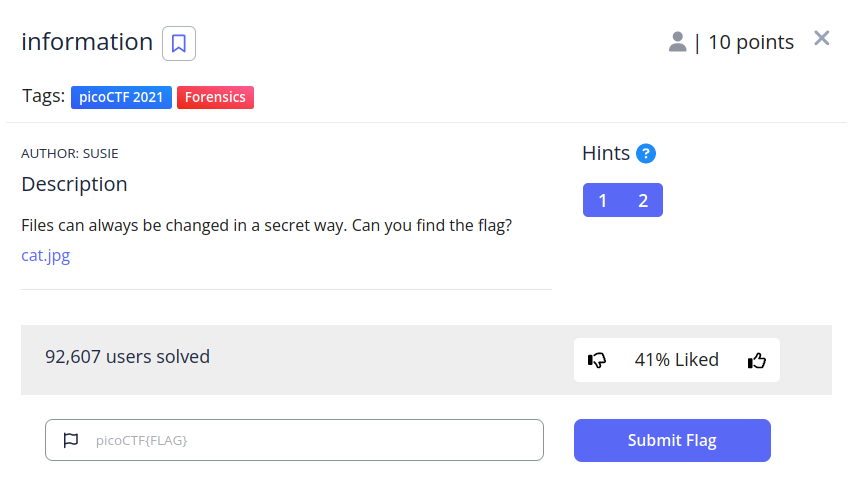 information
| 10 points
Tags: picoCTF 2021 Forensics
AUTHOR: SUSIE
Hints ?
Description
1 2
Files can always be changed in a secret way. Can you find the flag?
cat.jpg
92,607 users solved
41% Liked
picoCTF{FLAG}
Submit Flag